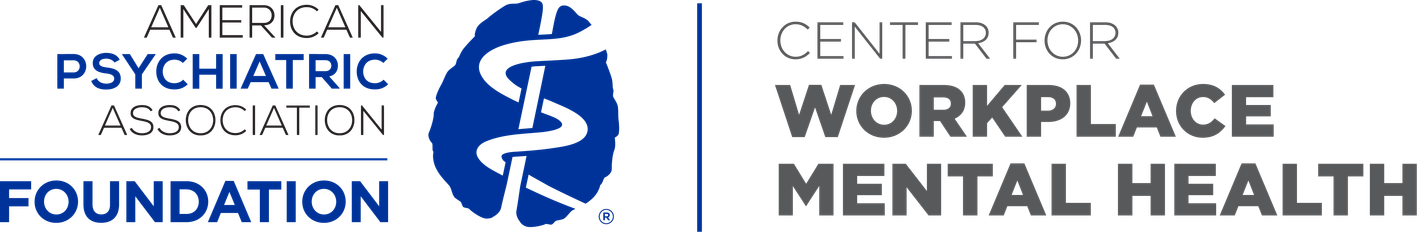 AMERICAN
PSYCHIATRIC
ASSOCIATION
FOUNDATION
®
CENTER FOR
WORKPLACE
MENTAL HEALTH